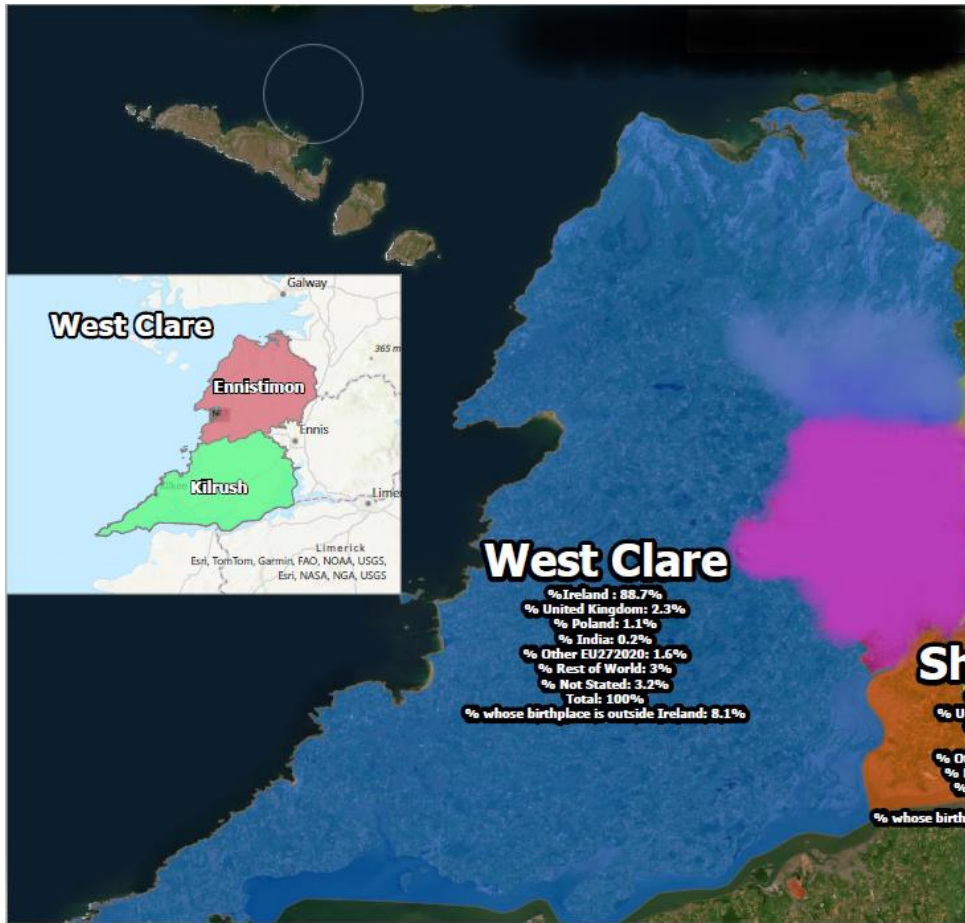 Galway
West Clare
365 m
Ennistimon
Ennis
Kilrush
Limerick
Esri, TomTom, Garmin, FAO, NOAA, USGS,
Esri, NASA, NGA, USGS
West Clare
%Ireland : 88.7%
% United Kingdom: 2.3%
% Poland: 1.1%
% India: 0.2%
% Other EU272020: 1.6%
% Rest of World: 3%
% Not Stated: 3.2%
Total: 100%
% whose birthplace is outside Ireland: 8.1%
Sh
% U
% Ot
%
%
% whose birth